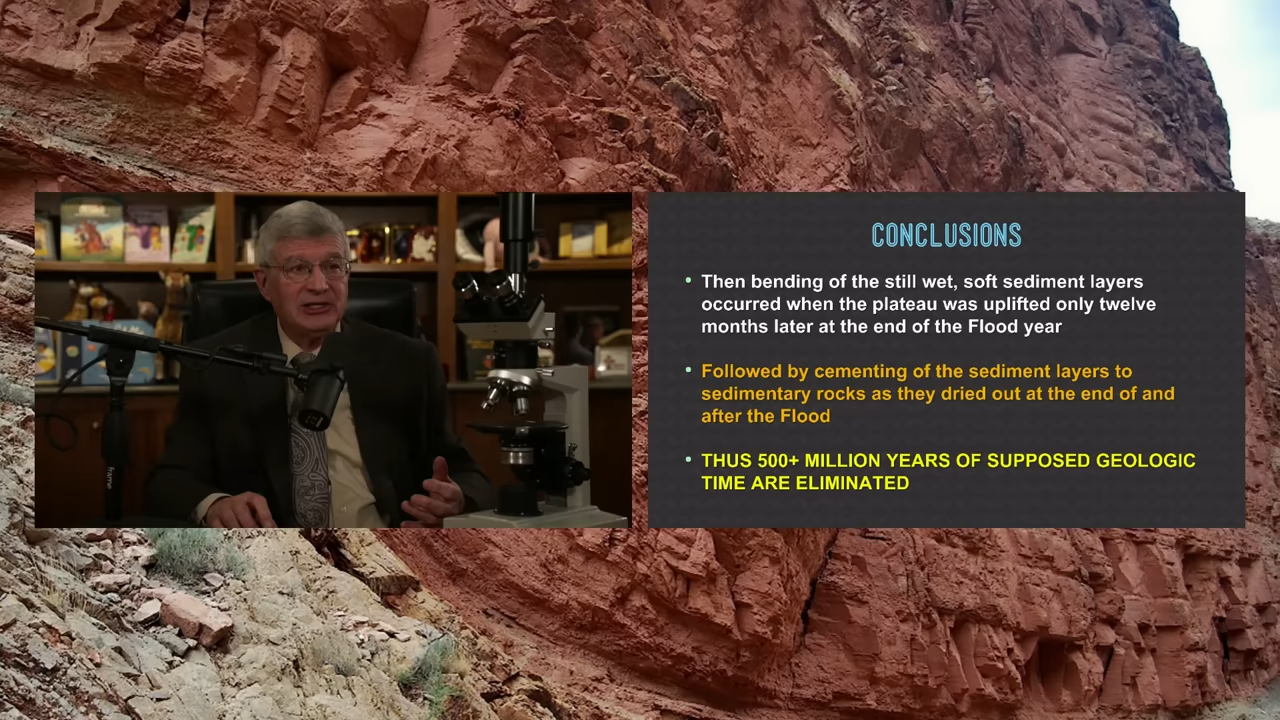 CONCLUSIONS
• Then bending of the still wet, soft sediment layers
occurred when the plateau was uplifted only twelve
months later at the end of the Flood year
• Followed by cementing of the sediment layers to
sedimentary rocks as they dried out at the end of and
after the Flood
• THUS 500+ MILLION YEARS OF SUPPOSED GEOLOGIC
TIME ARE ELIMINATED
frame